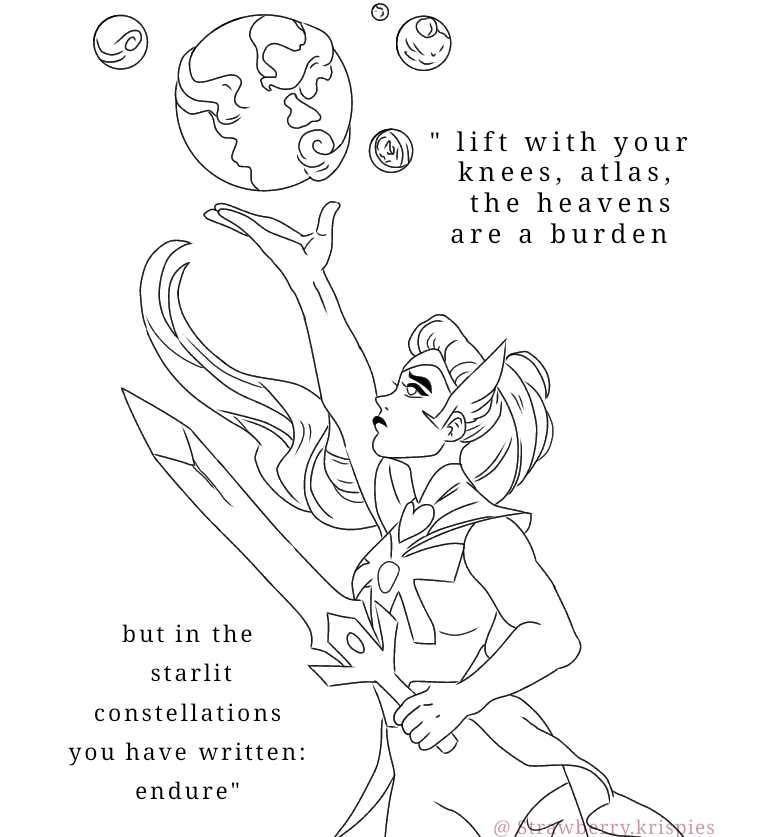 " lift with your
knees, atlas,
the heavens
are a burden
but in the
starlit
constellations
you have written:
endure"
@ Strawberry.krispies